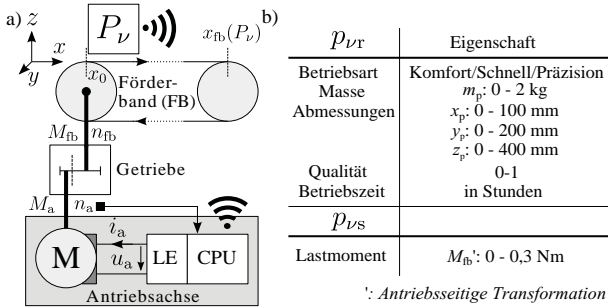 a)
z
x
y
P_ν
x_fb(P_ν)
x_0
Förder-
band (FB)
M_fb n_fb
Getriebe
M_a n_a
i_a
u_a
M
LE
CPU
Antriebsachse
b)
p_νr Eigenschaft
Betriebsart Komfort/Schnell/Präzision
Masse m_p: 0 - 2 kg
Abmessungen x_p: 0 - 100 mm
y_p: 0 - 200 mm
z_p: 0 - 400 mm
Qualität 0-1
Betriebszeit in Stunden
p_νs
Lastmoment M_fb': 0 - 0,3 Nm
': Antriebsseitige Transformation